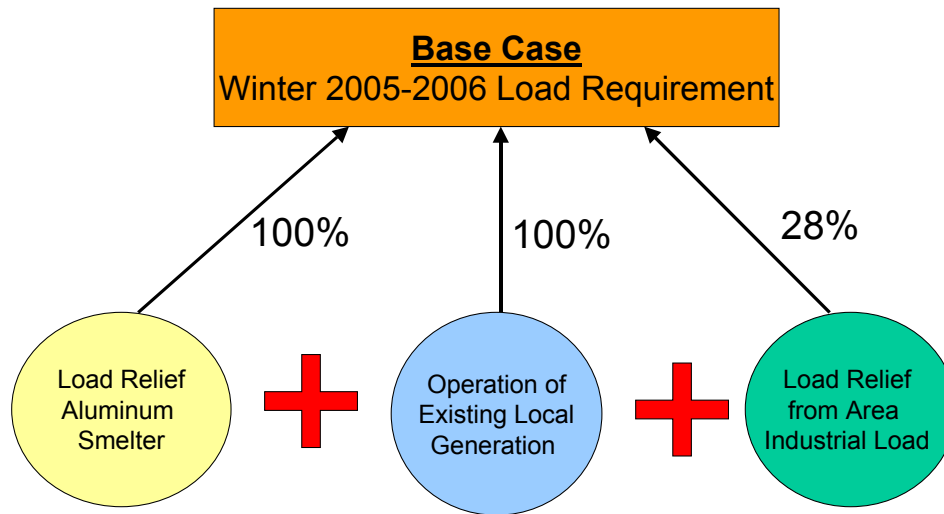 Base Case
Winter 2005-2006 Load Requirement
100%
100%
28%
Load Relief
Aluminum
Smelter
Operation of
Existing Local
Generation
Load Relief
from Area
Industrial Load